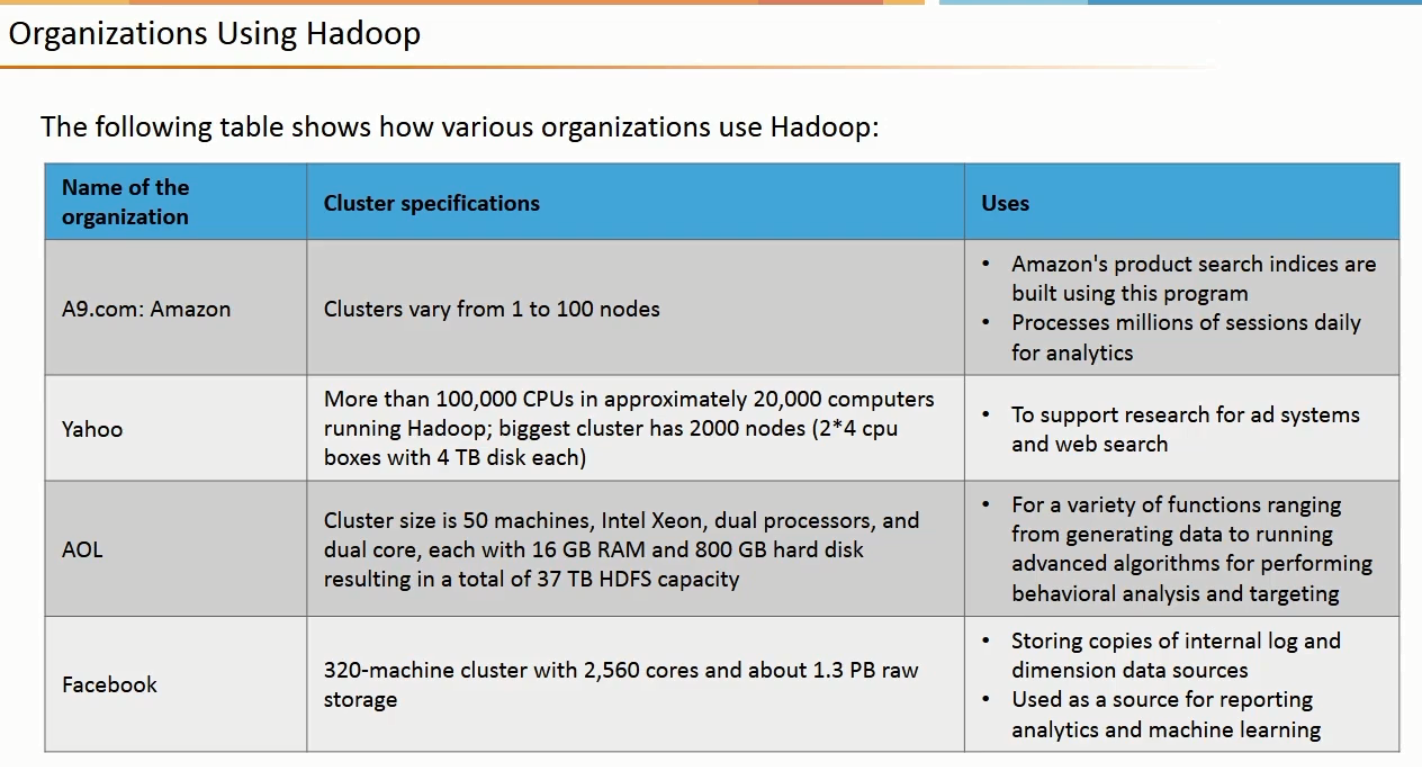 Organizations Using Hadoop
The following table shows how various organizations use Hadoop:
Name of the
organization
Cluster specifications
Uses
A9.com: Amazon
Clusters vary from 1 to 100 nodes
• Amazon's product search indices are
built using this program
• Processes millions of sessions daily
for analytics
Yahoo
More than 100,000 CPUs in approximately 20,000 computers
running Hadoop; biggest cluster has 2000 nodes (2*4 cpu
boxes with 4 TB disk each)
• To support research for ad systems
and web search
AOL
Cluster size is 50 machines, Intel Xeon, dual processors, and
dual core, each with 16 GB RAM and 800 GB hard disk
resulting in a total of 37 TB HDFS capacity
• For a variety of functions ranging
from generating data to running
advanced algorithms for performing
behavioral analysis and targeting
Facebook
320-machine cluster with 2,560 cores and about 1.3 PB raw
storage
• Storing copies of internal log and
dimension data sources
• Used as a source for reporting
analytics and machine learning